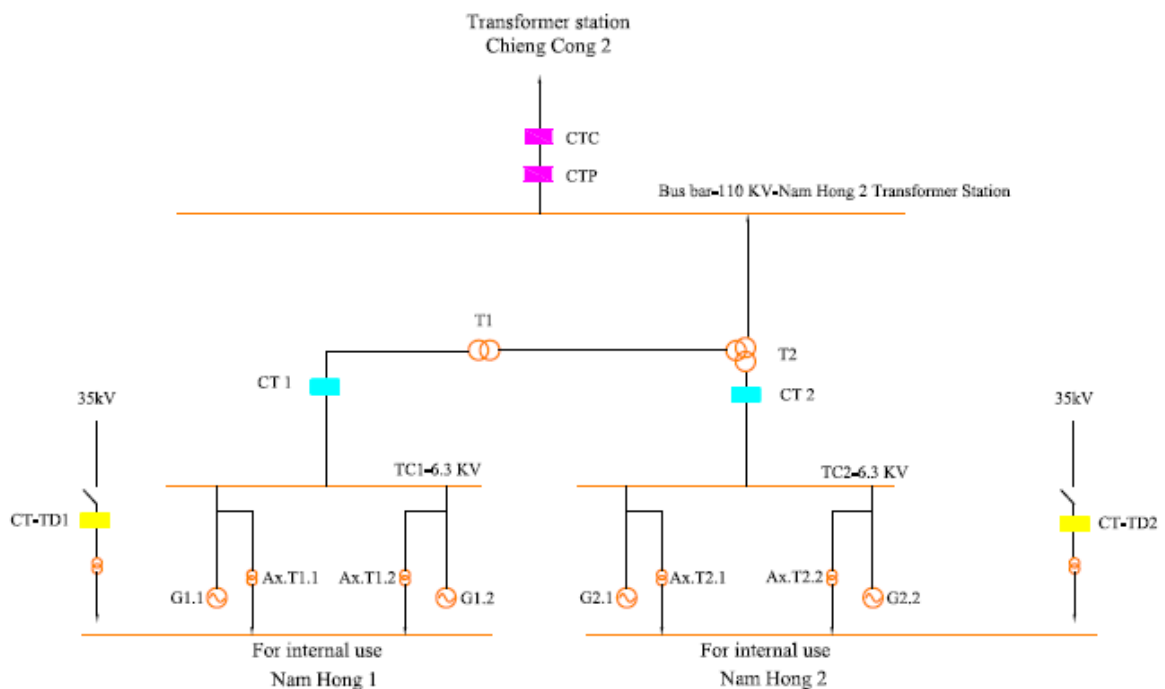 Transformer station
Chieng Cong 2
CTC
CTP
Bus bar-110 KV-Nam Hong 2 Transformer Station
T1
T2
CT 1
CT 2
35kV
35kV
TC1-6.3 KV
TC2-6.3 KV
CT-TD1
CT-TD2
Ax.T1.1
Ax.T1.2
Ax.T2.1
Ax.T2.2
G1.1
G1.2
G2.1
G2.2
For internal use
Nam Hong 1
For internal use
Nam Hong 2